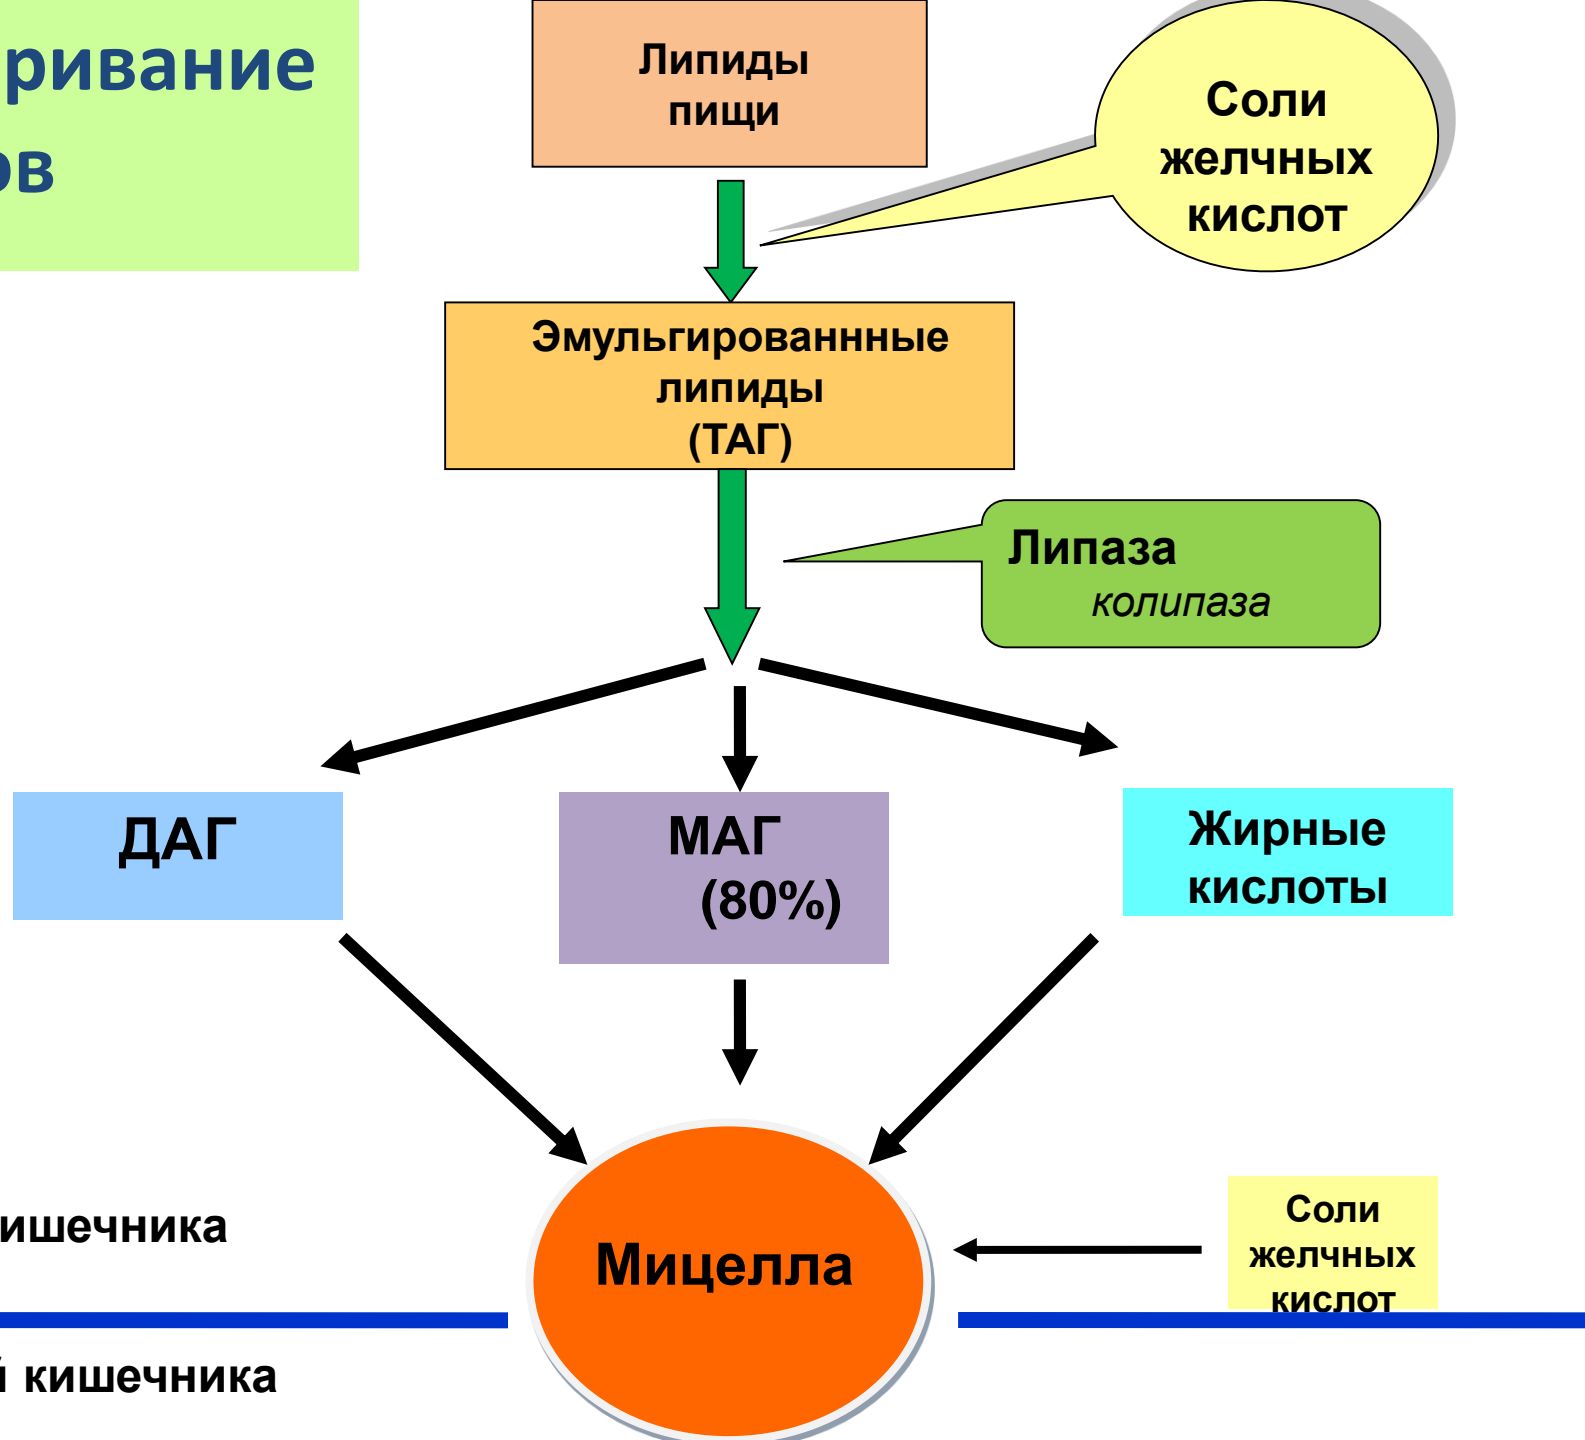 ривание
ов
Липиды
пищи
Соли
желчных
кислот
Эмульгированнные
липиды
(ТАГ)
Липаза
колипаза
ДАГ
МАГ
(80%)
Жирные
кислоты
ишечника
Мицелла
Соли
желчных
кислот
й кишечника